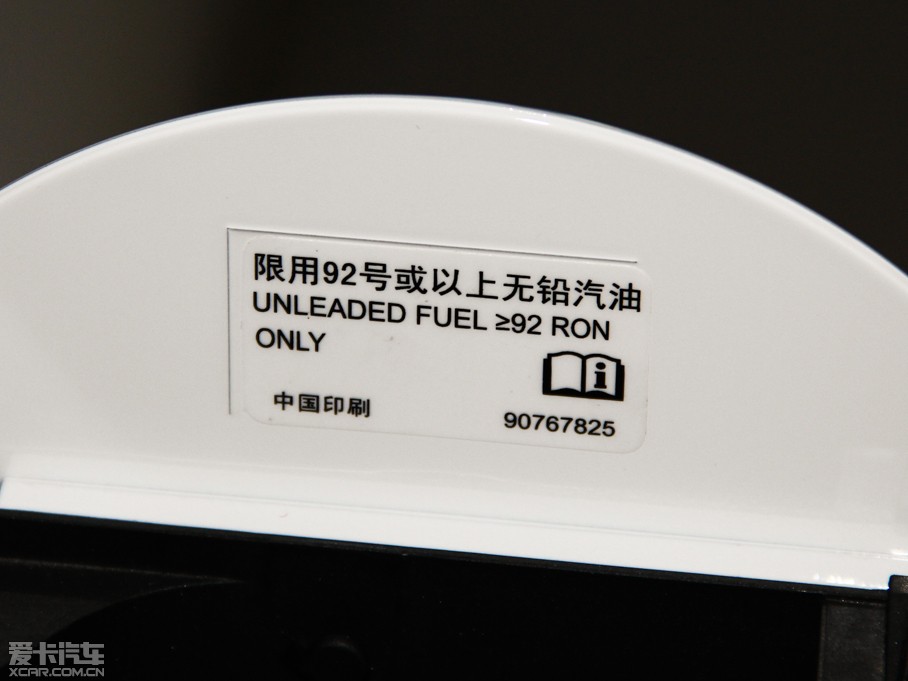 限用92号或以上无铅汽油
UNLEADED FUEL ≥92 RON
ONLY
中国印刷
90767825
爱卡汽车
XCAR.COM.CN